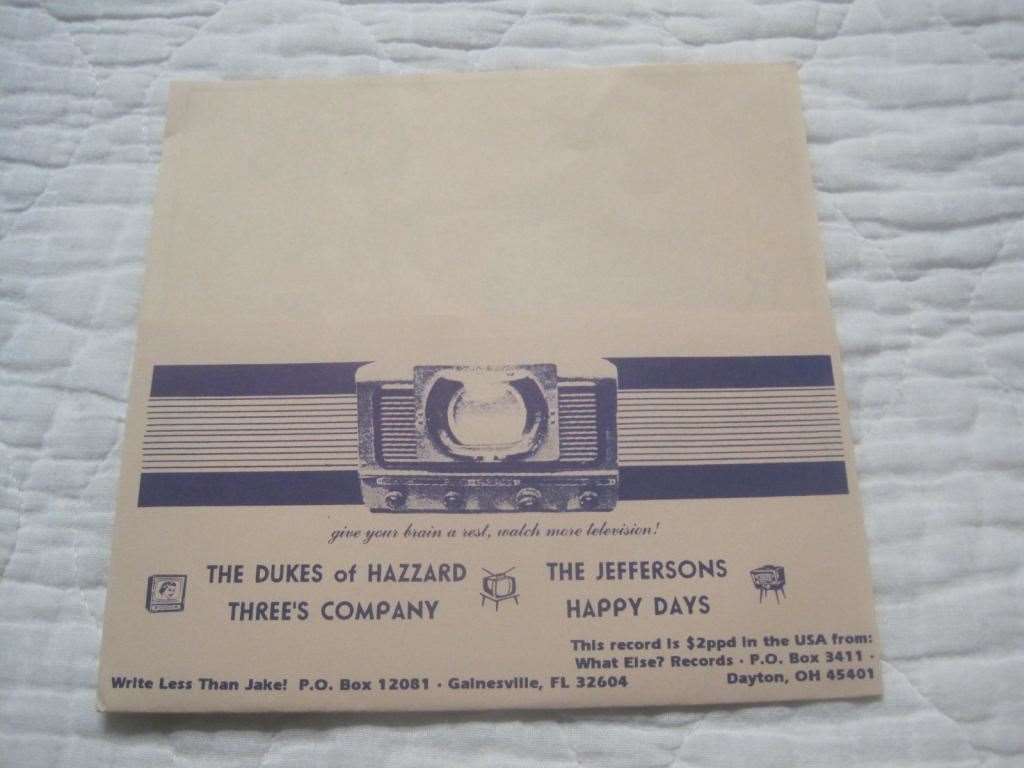 give your brain a rest, watch more television!
THE DUKES of HAZZARD
THREE'S COMPANY
THE JEFFERSONS
HAPPY DAYS
This record is $2ppd in the USA from:
What Else? Records · P.O. Box 3411 ·
Dayton, OH 45401
Write Less Than Jake! P.O. Box 12081 · Gainesville, FL 32604